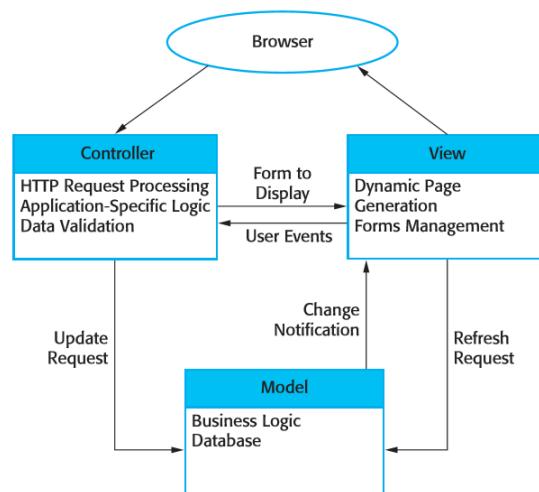 Browser
Controller
HTTP Request Processing
Application-Specific Logic
Data Validation
Form to
Display
User Events
View
Dynamic Page
Generation
Forms Management
Update
Request
Change
Notification
Refresh
Request
Model
Business Logic
Database